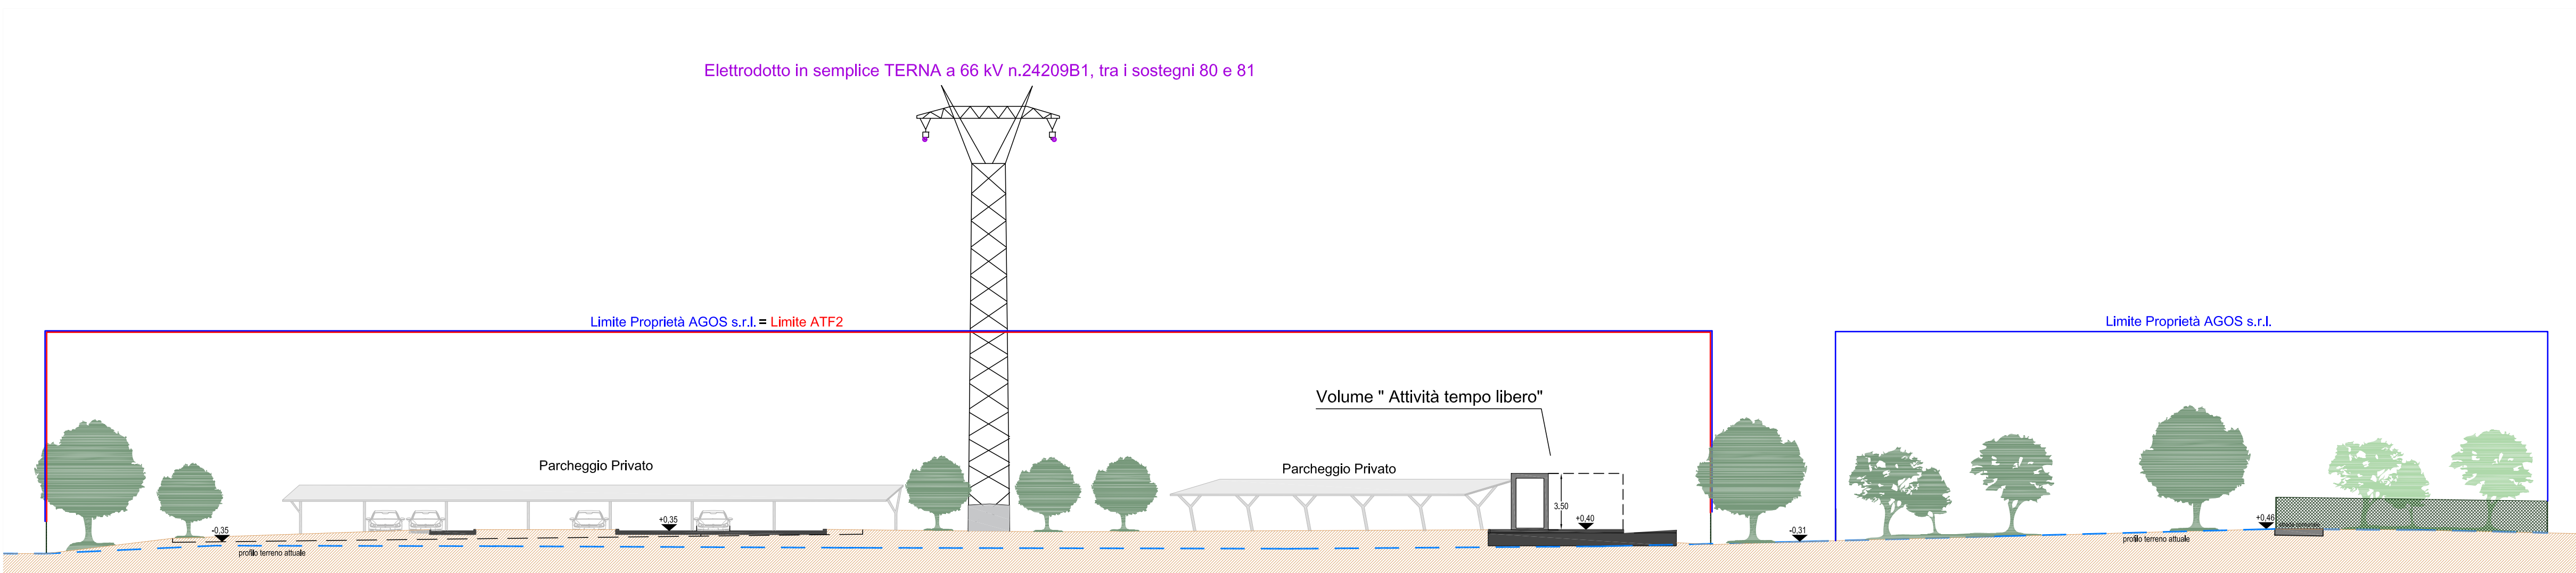 Elettrodotto in semplice TERNA a 66 kV n.24209B1, tra i sostegni 80 e 81
Limite Proprietà AGOS s.r.l. = Limite ATF2
Limite Proprietà AGOS s.r.l.
Volume " Attività tempo libero"
Parcheggio Privato
Parcheggio Privato
3.50
-0.35
+0.35
+0.40
-0.31
+0.46
strada comunale
profilo terreno attuale
profilo terreno attuale